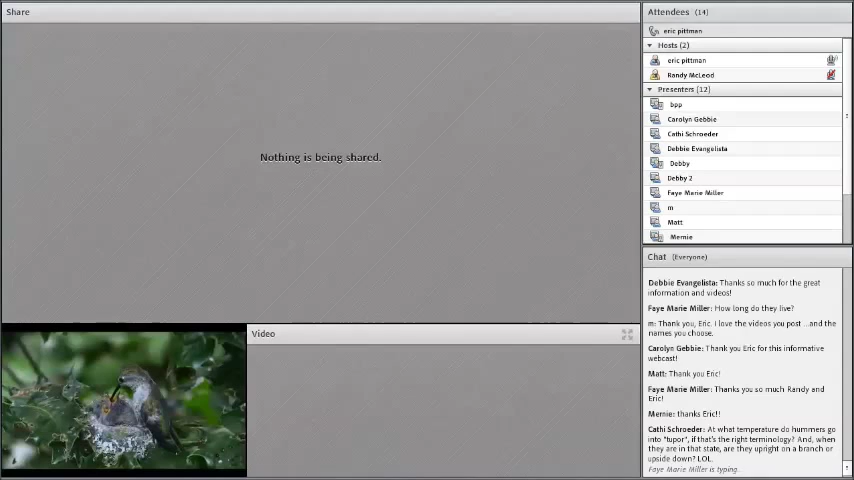 Share
Nothing is being shared.
Video
Attendees (14)
eric pittman
Hosts (2)
eric pittman
Randy McLeod
Presenters (12)
bpp
Carolyn Gebbie
Cathi Schroeder
Debbie Evangelista
Debby
Debby 2
Faye Marie Miller
m
Matt
Mernie
Chat (Everyone)
Debbie Evangelista: Thanks so much for the great
information and videos!
Faye Marie Miller: How long do they live?
m: Thank you, Eric. I love the videos you post ...and the
names you choose.
Carolyn Gebbie: Thank you Eric for this informative
webcast!
Matt: Thank you Eric!
Faye Marie Miller: Thanks you so much Randy and
Eric!
Mernie: thanks Eric!!
Cathi Schroeder: At what temperature do hummers go
into "tupor", if that's the right terminology? And, when
they are in that state, are they upright on a branch or
upside down? LOL.
Faye Marie Miller is typing.